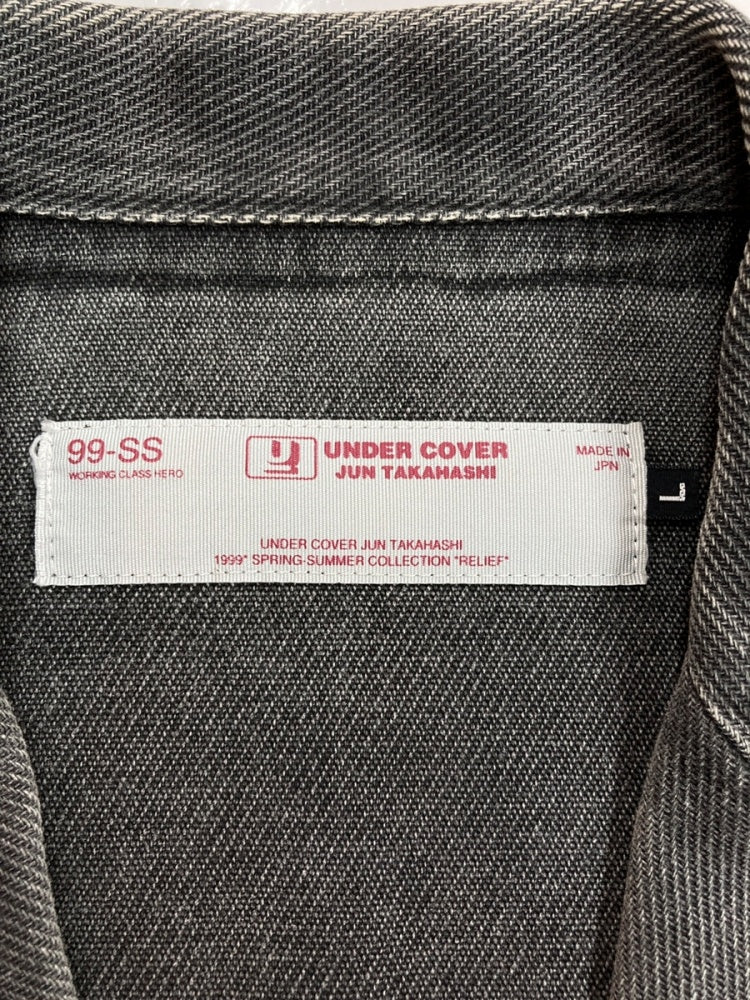 99-SS
WORKING CLASS HERO
UNDER COVER
JUN TAKAHASHI
MADE IN
JPN
L
UNDER COVER JUN TAKAHASHI
1999" SPRING-SUMMER COLLECTION "RELIEF"